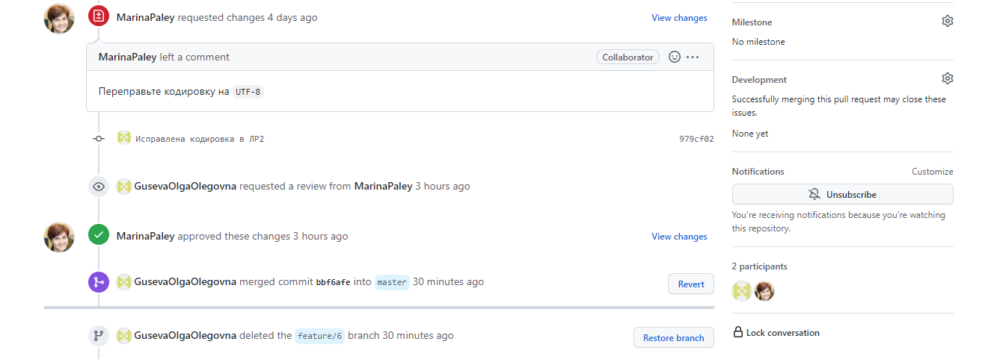 MarinaPaley requested changes 4 days ago
View changes
MarinaPaley left a comment
Collaborator
Переправьте кодировку на UTF-8
Исправлена кодировка в ЛР2
979cf02
GusevaOlgaOlegovna requested a review from MarinaPaley 3 hours ago
MarinaPaley approved these changes 3 hours ago
View changes
GusevaOlgaOlegovna merged commit bbf6afe into master 30 minutes ago
Revert
GusevaOlgaOlegovna deleted the feature/6 branch 30 minutes ago
Restore branch
Milestone
No milestone
Development
Successfully merging this pull request may close these
issues.
None yet
Notifications
Customize
Unsubscribe
You're receiving notifications because you're watching
this repository.
2 participants
Lock conversation